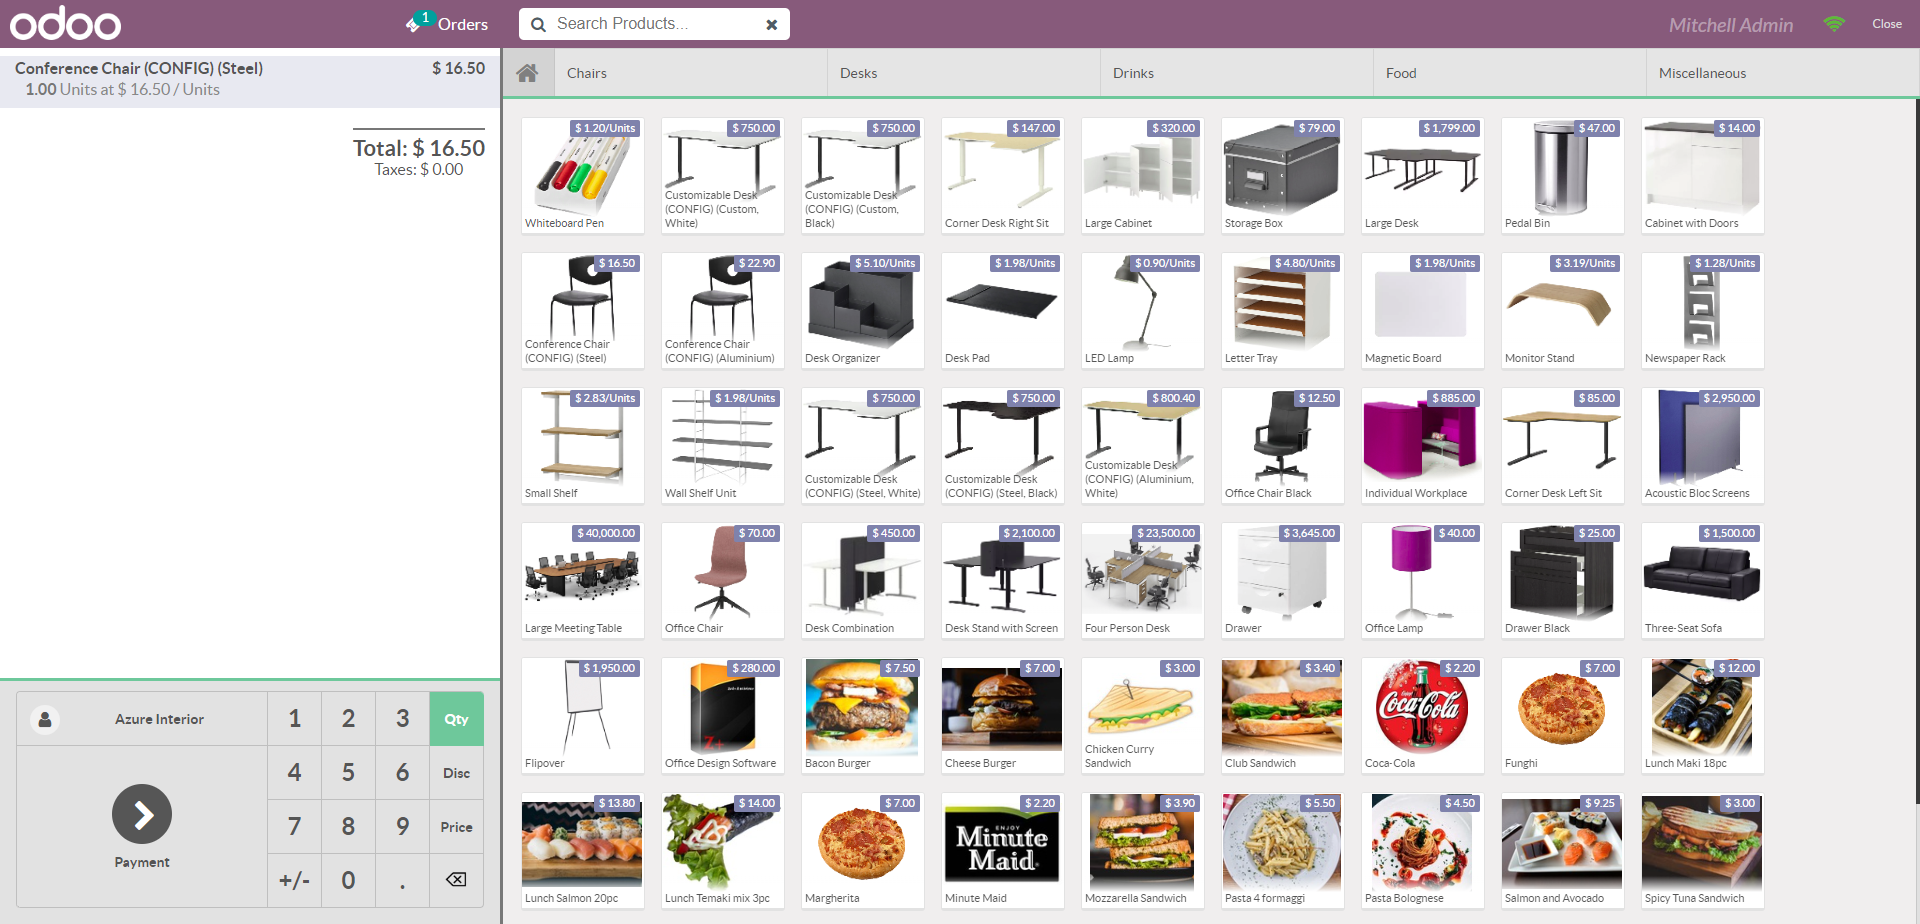 odoo
1
Orders
Search Products...
Mitchell Admin
Close
Conference Chair (CONFIG) (Steel)
$ 16.50
1.00 Units at $ 16.50 / Units
Total: $ 16.50
Taxes: $ 0.00
Chairs
Desks
Drinks
Food
Miscellaneous
$ 1.20/Units
Whiteboard Pen
$ 750.00
Customizable Desk
(CONFIG) (Custom,
White)
$ 750.00
Customizable Desk
(CONFIG) (Custom,
Black)
$ 147.00
Corner Desk Right Sit
$ 320.00
Large Cabinet
$ 79.00
Storage Box
$ 1,799.00
Large Desk
$ 47.00
Pedal Bin
$ 14.00
Cabinet with Doors
$ 16.50
Conference Chair
(CONFIG) (Steel)
$ 22.90
Conference Chair
(CONFIG) (Aluminium)
$ 5.10/Units
Desk Organizer
$ 1.98/Units
Desk Pad
$ 0.90/Units
LED Lamp
$ 4.80/Units
Letter Tray
$ 1.98/Units
Magnetic Board
$ 3.19/Units
Monitor Stand
$ 1.28/Units
Newspaper Rack
$ 2.83/Units
Small Shelf
$ 1.98/Units
Wall Shelf Unit
$ 750.00
Customizable Desk
(CONFIG) (Steel, White)
$ 750.00
Customizable Desk
(CONFIG) (Steel, Black)
$ 800.40
Customizable Desk
(CONFIG) (Aluminium,
White)
$ 12.50
Office Chair Black
$ 885.00
Individual Workplace
$ 85.00
Corner Desk Left Sit
$ 2,950.00
Acoustic Bloc Screens
$ 40,000.00
Large Meeting Table
$ 70.00
Office Chair
$ 450.00
Desk Combination
$ 2,100.00
Desk Stand with Screen
$ 23,500.00
Four Person Desk
$ 3,645.00
Drawer
$ 40.00
Office Lamp
$ 25.00
Drawer Black
$ 1,500.00
Three-Seat Sofa
$ 1,950.00
Flipover
$ 280.00
Z+
Office Design Software
$ 7.50
Bacon Burger
$ 7.00
Cheese Burger
$ 3.00
Chicken Curry
Sandwich
$ 3.40
Club Sandwich
$ 2.20
Coca-Cola
Coca-Cola
$ 7.00
Funghi
$ 12.00
Lunch Maki 18pc
$ 13.80
Lunch Salmon 20pc
$ 14.00
Lunch Temaki mix 3pc
$ 7.00
Margherita
$ 2.20
ENJOY
Minute
Maid
Minute Maid
$ 3.90
Mozzarella Sandwich
$ 5.50
Pasta 4 formaggi
$ 4.50
Pasta Bolognese
$ 9.25
Salmon and Avocado
$ 3.00
Spicy Tuna Sandwich
Azure Interior
Payment
1
2
3
Qty
4
5
6
Disc
7
8
9
Price
+/-
0
.